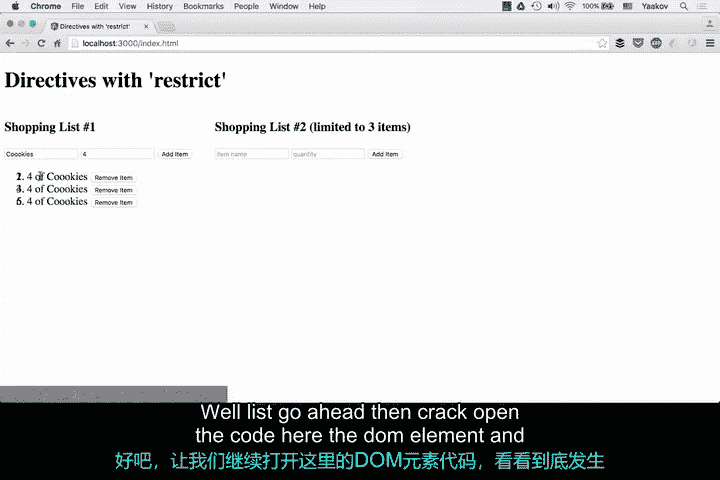 Chrome File Edit View History Bookmarks People Window Help 100% Yaakov
Directives with 'restrict'
localhost:3000/index.html
Directives with 'restrict'
Shopping List #1 Shopping List #2 (limited to 3 items)
Coookies 4 Add Item item name quantity Add Item
4 of Coookies Remove Item
4 of Coookies Remove Item
4 of Coookies Remove Item
Well list go ahead then crack open
the code here the dom element and
好吧，让我们继续打开这里的DOM元素代码，看看到底发生